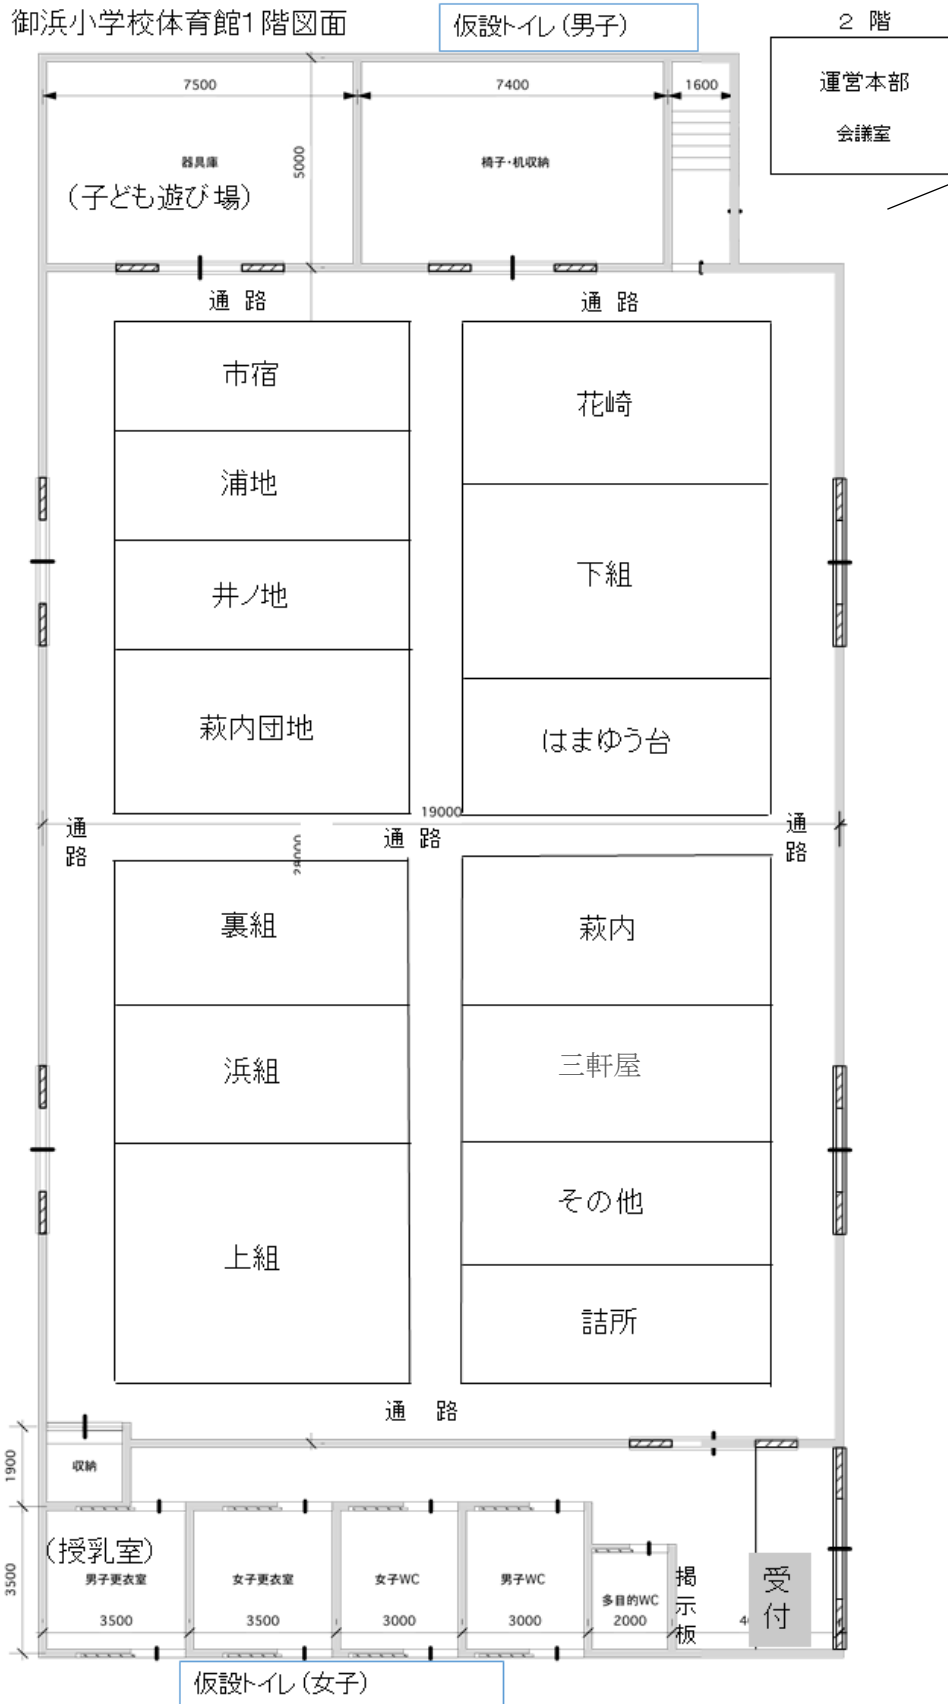 御浜小学校体育館1階図面
仮設トイレ(男子)
2 階
運営本部
会議室
7500
7400
1600
器具庫
(子ども遊び場)
5000
椅子・机収納
通 路
通 路
市宿
浦地
井ノ地
萩内団地
花崎
下組
はまゆう台
19000
通路
通 路
通路
裏組
浜組
上組
萩内
三軒屋
その他
詰所
通 路
1900
収納
3500
(授乳室)
男子更衣室
3500
女子更衣室
3500
女子WC
3000
男子WC
3000
多目的WC
2000
掲示板
受付
仮設トイレ(女子)